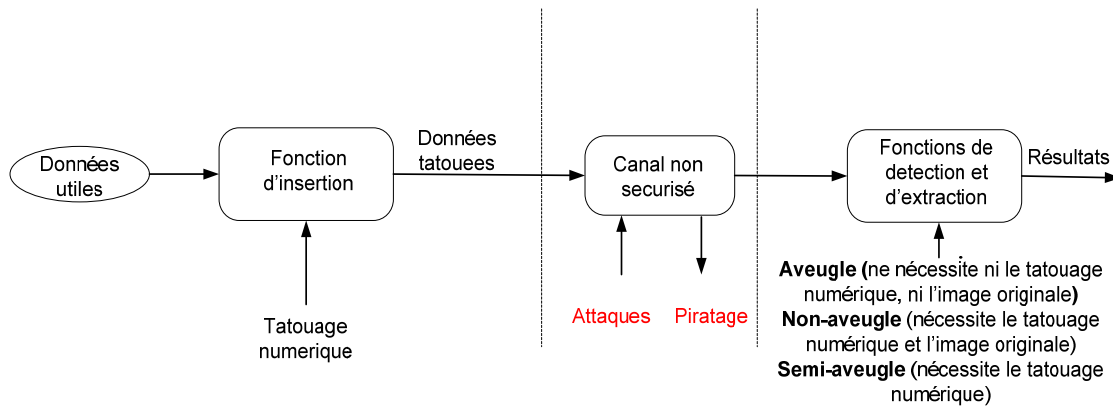 Données
utiles
Fonction
d'insertion
Tatouage
numerique
Données
tatouees
Canal non
securisé
Attaques
Piratage
Fonctions de
detection et
d'extraction
Résultats
Aveugle (ne nécessite ni le tatouage
numérique, ni l'image originale)
Non-aveugle (nécessite le tatouage
numérique et l'image originale)
Semi-aveugle (nécessite le tatouage
numérique)